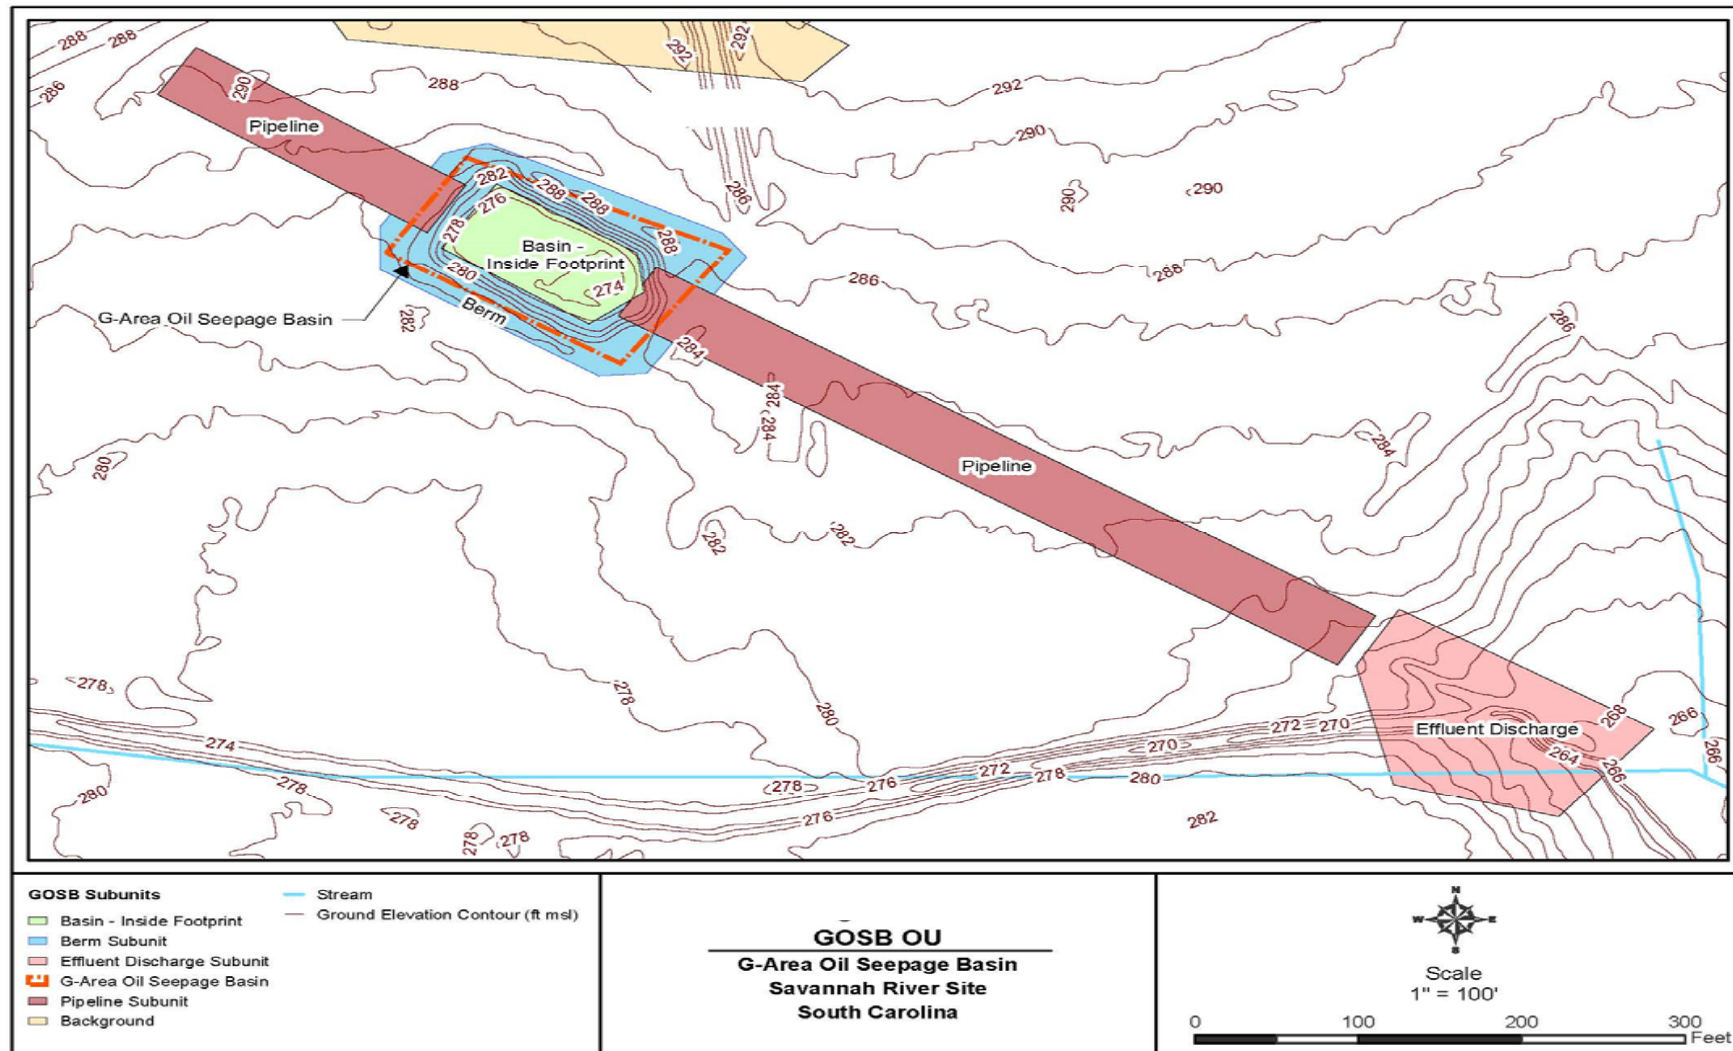 288
288
292
292
286
290
288
292
Pipeline
290
282
288
288
276
286
290
290
278
288
Basin -
Inside Footprint
280
274
286
288
Berm
G-Area Oil Seepage Basin
282
286
284
284
284
284
280
Pipeline
282
282
278
278
280
268
266
272
270
Effluent Discharge
274
270
264
266
266
272
278
280
278
278
276
280
278
276
282
278
278
GOSB Subunits
Basin - Inside Footprint
Berm Subunit
Effluent Discharge Subunit
G-Area Oil Seepage Basin
Pipeline Subunit
Background
Stream
Ground Elevation Contour (ft msl)
GOSB OU
G-Area Oil Seepage Basin
Savannah River Site
South Carolina
N
W
E
S
Scale
1" = 100'
0
100
200
300
Feet